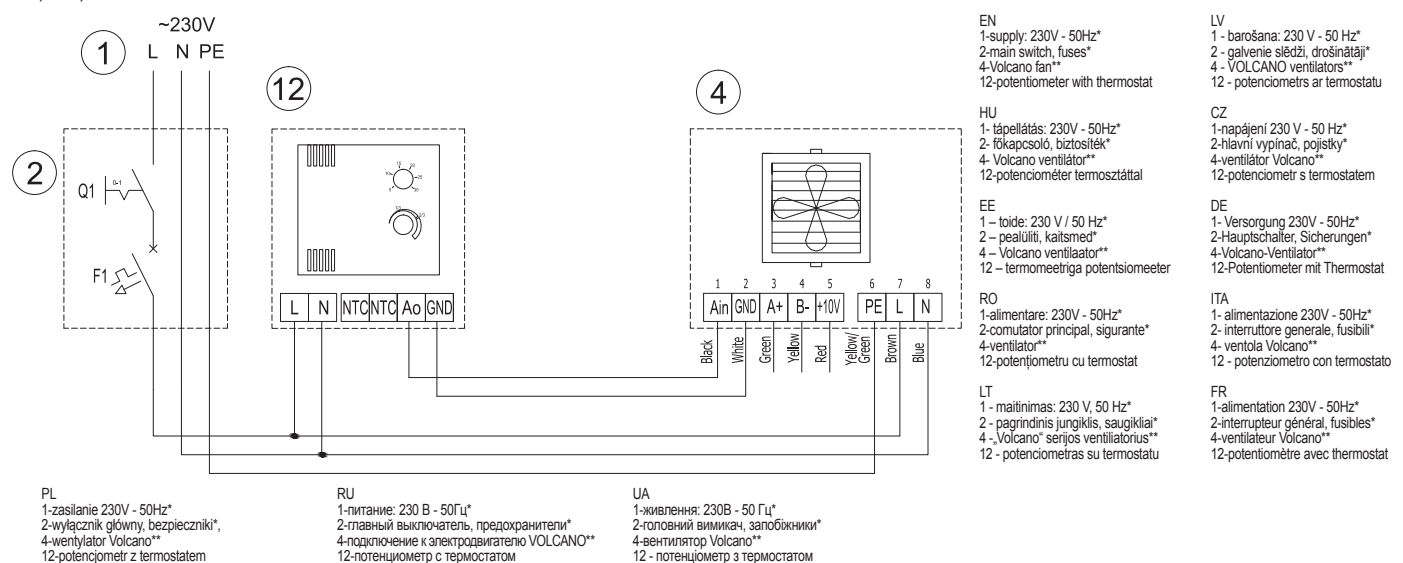 ~230V
1
L N PE
12
4
2
Q1
0-1
F1
5
10
15
20
25
30
L N NTC NTC Ao GND
1 2 3 4 5 6 7 8
Ain GND A+ B- +10V PE L N
Black
White
Green
Yellow
Red
Yellow/
Green
Brown
Blue
EN
1-supply: 230V - 50Hz*
2-main switch, fuses*
4-Volcano fan**
12-potentiometer with thermostat
HU
1- tápellátás: 230V - 50Hz*
2- főkapcsoló, biztosíték*
4- Volcano ventilátor**
12-potenciométer termosztáttal
EE
1 – toide: 230 V / 50 Hz*
2 – pealüliti, kaitsmed*
4 – Volcano ventilaator**
12 – termomeetriga potentsiomeeter
RO
1-alimentare: 230V - 50Hz*
2-comutator principal, sigurante*
4-ventilator**
12-potențiometru cu termostat
LT
1 - maitinimas: 230 V, 50 Hz*
2 - pagrindinis jungiklis, saugikliai*
4 -„Volcano” serijos ventiliatorius**
12 - potenciometras su termostatu
LV
1 - barošana: 230 V - 50 Hz*
2 - galvenie slēdži, drošinātāji*
4 - VOLCANO ventilators**
12 - potenciometrs ar termostatu
CZ
1-napájení 230 V - 50 Hz*
2-hlavní vypínač, pojistky*
4-ventilátor Volcano**
12-potenciometr s termostatem
DE
1- Versorgung 230V - 50Hz*
2-Hauptschalter, Sicherungen*
4-Volcano-Ventilator**
12-Potentiometer mit Thermostat
ITA
1- alimentazione 230V - 50Hz*
2- interruttore generale, fusibili*
4- ventola Volcano**
12 - potenziometro con termostato
FR
1-alimentation 230V - 50Hz*
2-interrupteur général, fusibles*
4-ventilateur Volcano**
12-potentiomètre avec thermostat
PL
1-zasilanie 230V - 50Hz*
2-wyłącznik główny, bezpieczniki*,
4-wentylator Volcano**
12-potencjometr z termostatem
RU
1-питание: 230 В - 50Гц*
2-главный выключатель, предохранители*
4-подключение к электродвигателю VOLCANO**
12-потенциометр с термостатом
UA
1-живлення: 230В - 50 Гц*
2-головний вимикач, запобіжники*
4-вентилятор Volcano**
12 - потенціометр з термостатом